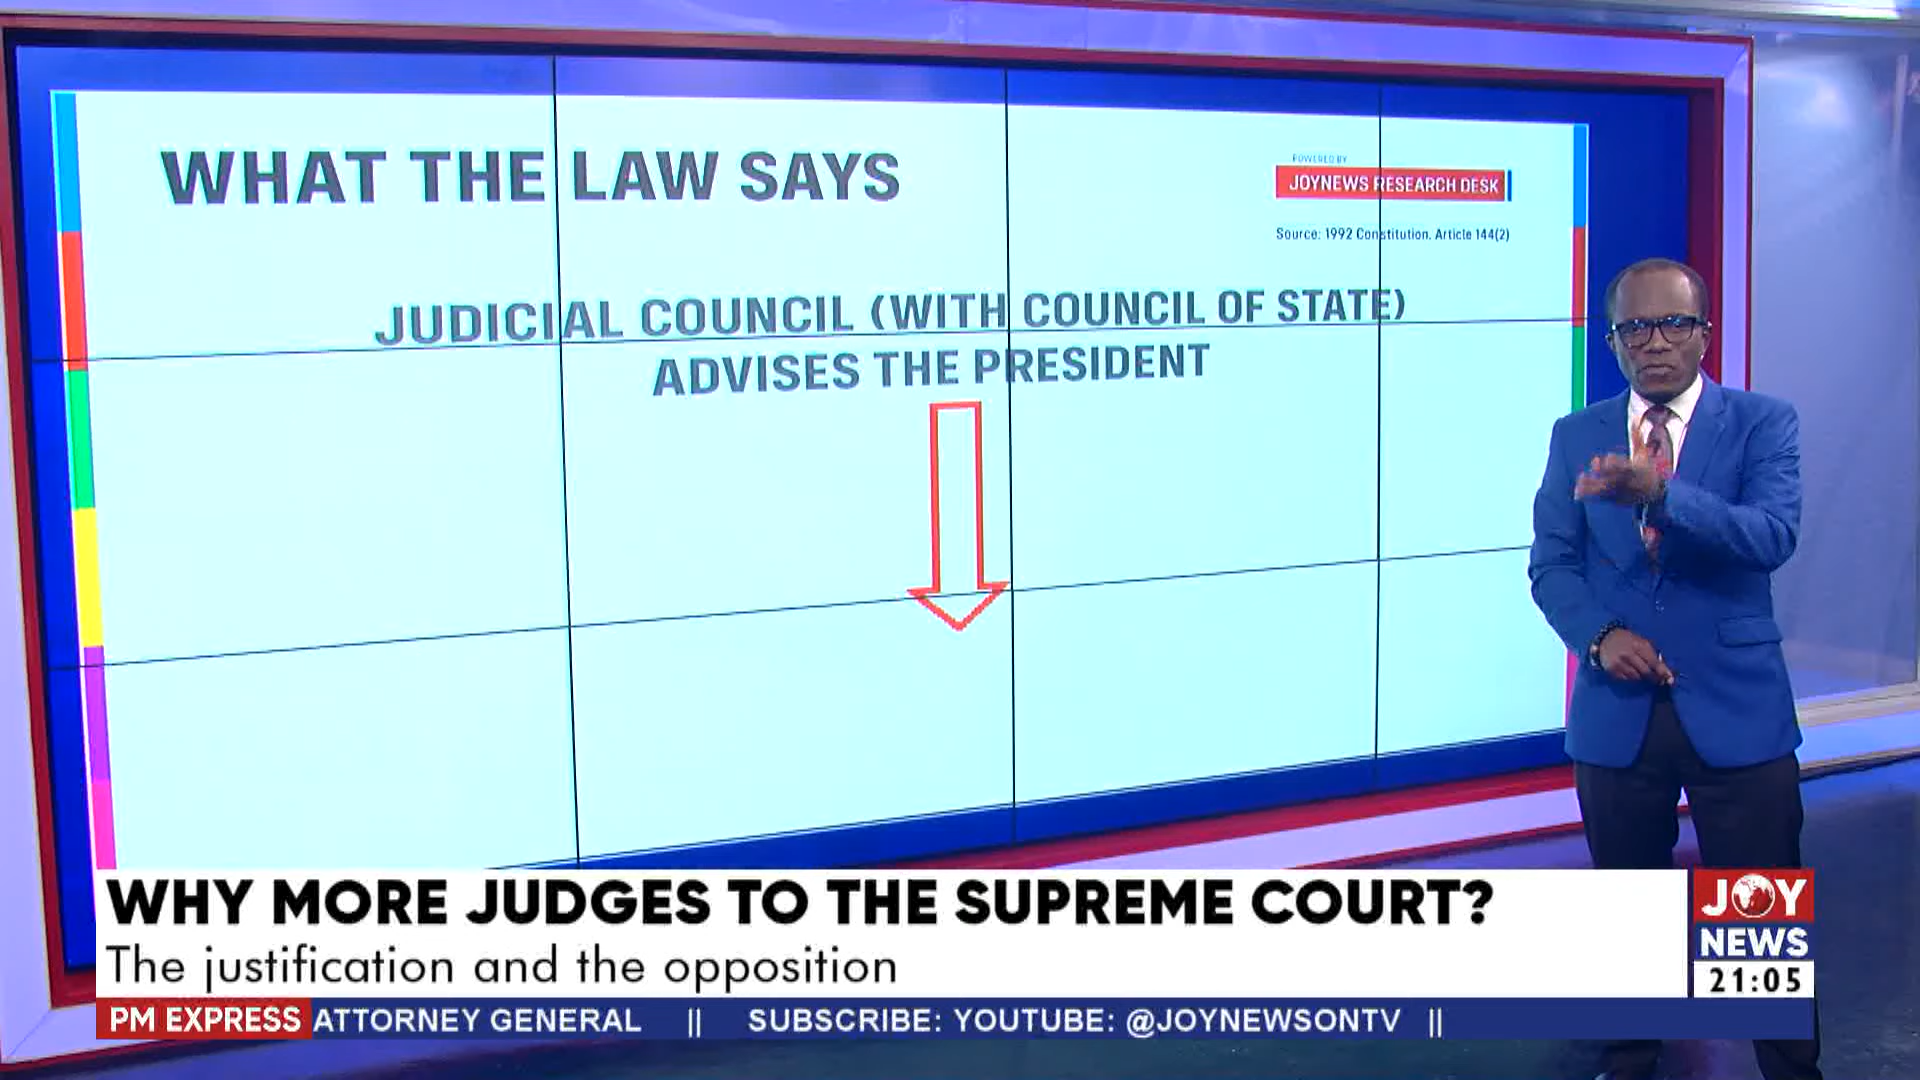 WHAT THE LAW SAYS
POWERED BY
JOYNEWS RESEARCH DESK
Source: 1992 Constitution. Article 144(2)
JUDICIAL COUNCIL (WITH COUNCIL OF STATE)
ADVISES THE PRESIDENT
WHY MORE JUDGES TO THE SUPREME COURT?
The justification and the opposition
JOY
NEWS
21:05
PM EXPRESS ATTORNEY GENERAL || SUBSCRIBE: YOUTUBE: @JOYNEWSONTV ||